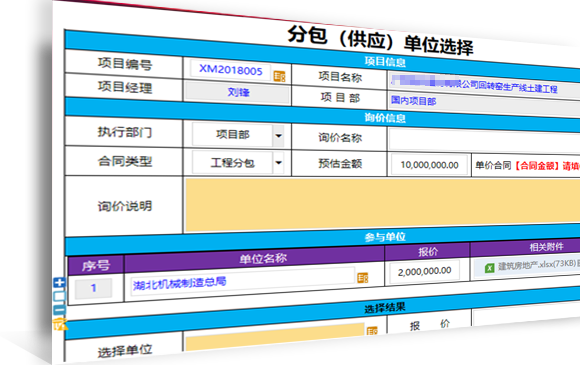 分包（供应）单位选择
项目信息
项目编号 XM2018005 项目名称 有限公司回转窑生产线土建工程
项目经理 刘锋 项 目 部 国内项目部
询价信息
执行部门 项目部 询价名称
合同类型 工程分包 预估金额 10,000,000.00 单价合同【合同金额】请填
询价说明
参与单位
序号 单位名称 报价 相关附件
1 湖北机械制造总局 2,000,000.00 建筑房地产.xlsx(73KB)
选择结果
选择单位 报 价